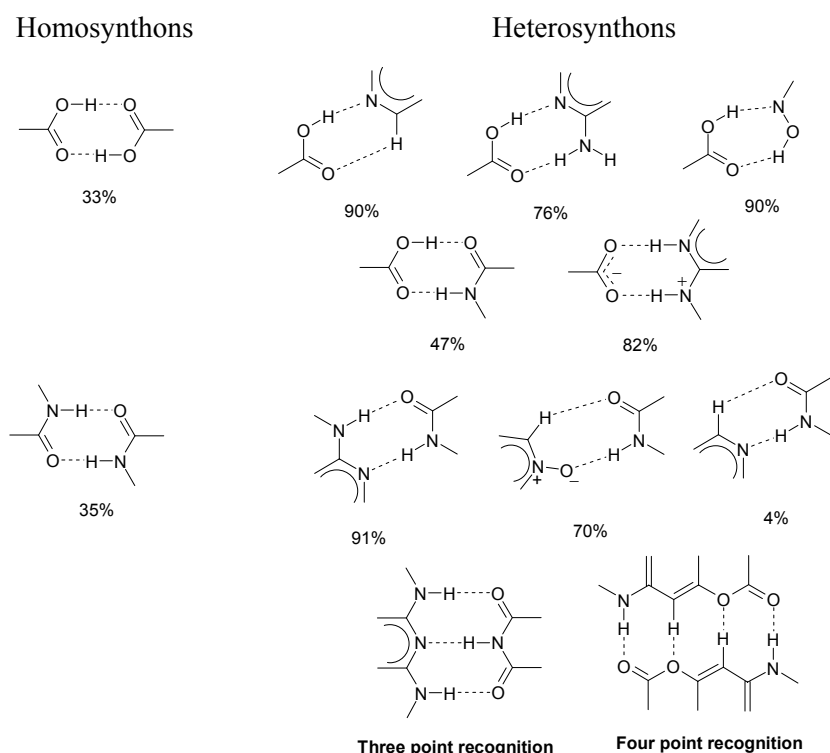 Homosynthons Heterosynthons
O H O
O H O
33%
H N
O
H
O
90%
H N
O
H N H
O
76%
H N
O O
H
O
90%
O H O
O H N
47%
O H N
−
O H N +
82%
N H O
O H N
35%
H O
N
H N
N
91%
H O
H N
N O
+ −
70%
O
H
H N
N
4%
N H O
N H N
N H O
Three point recognition
N O O
H H H H
O O N
Four point recognition